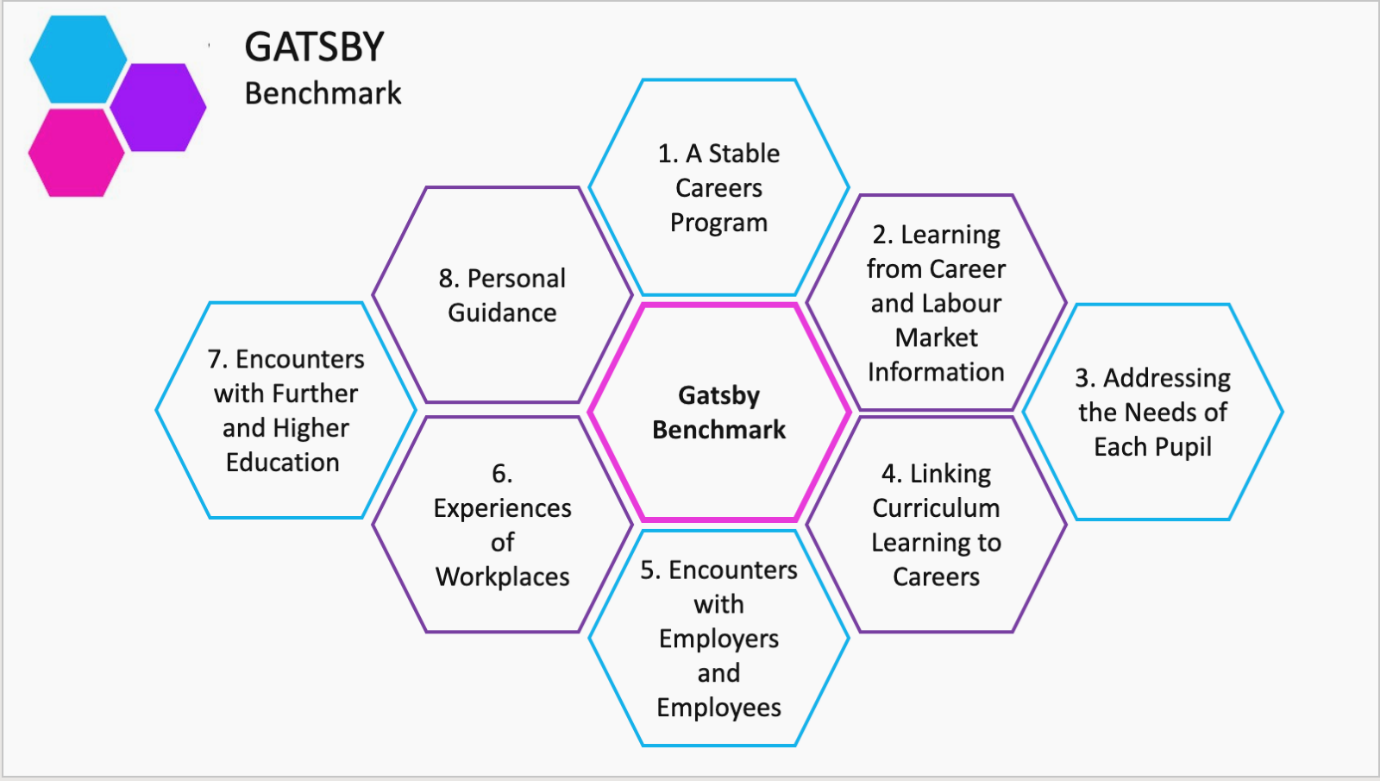 GATSBY
Benchmark
1. A Stable
Careers
Program
2. Learning
from Career
and Labour
Market
Information
3. Addressing
the Needs of
Each Pupil
4. Linking
Curriculum
Learning to
Careers
5. Encounters
with
Employers
and
Employees
6.
Experiences
of
Workplaces
7. Encounters
with Further
and Higher
Education
8. Personal
Guidance
Gatsby
Benchmark